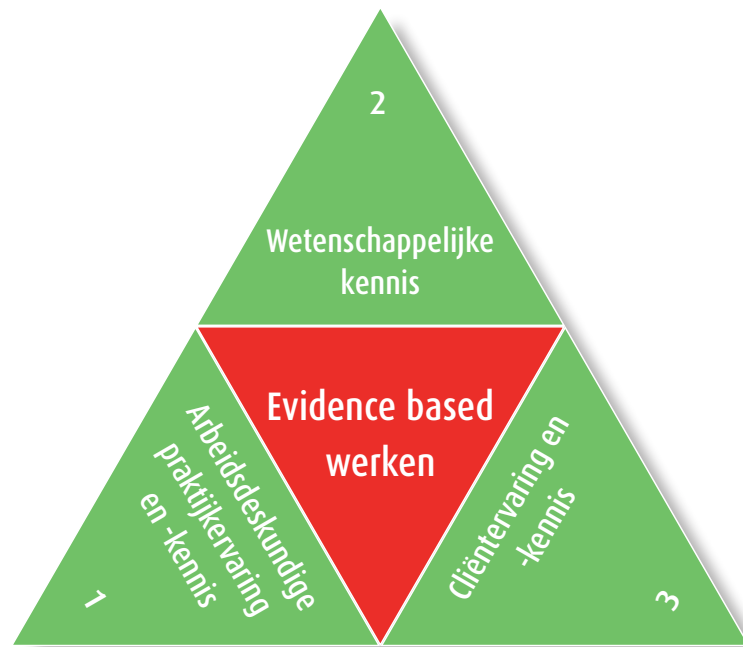 2
Wetenschappelijke
kennis
Evidence based
werken
Arbeidsdeskundige
praktijkervaring
en -kennis
1
Cliëntervaring en
-kennis
3